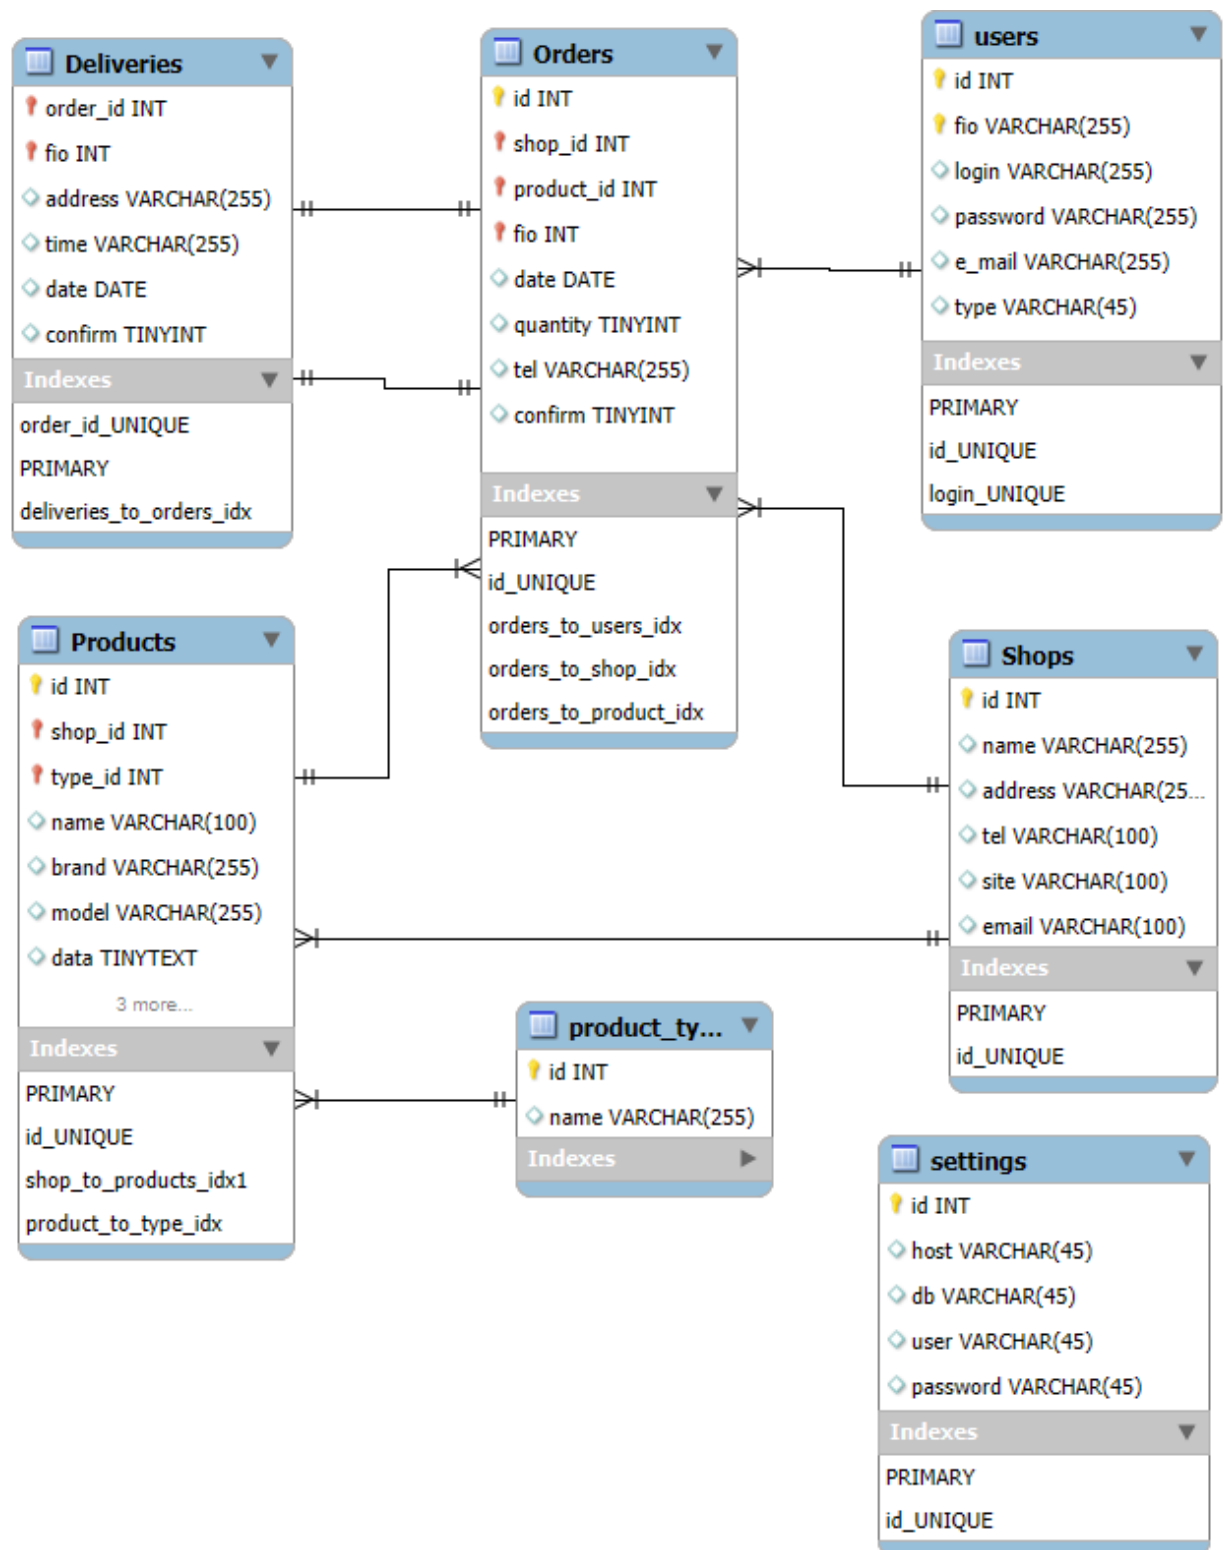 Deliveries
order_id INT
fio INT
address VARCHAR(255)
time VARCHAR(255)
date DATE
confirm TINYINT
Indexes
order_id_UNIQUE
PRIMARY
deliveries_to_orders_idx
Orders
id INT
shop_id INT
product_id INT
fio INT
date DATE
quantity TINYINT
tel VARCHAR(255)
confirm TINYINT
Indexes
PRIMARY
id_UNIQUE
orders_to_users_idx
orders_to_shop_idx
orders_to_product_idx
users
id INT
fio VARCHAR(255)
login VARCHAR(255)
password VARCHAR(255)
e_mail VARCHAR(255)
type VARCHAR(45)
Indexes
PRIMARY
id_UNIQUE
login_UNIQUE
Products
id INT
shop_id INT
type_id INT
name VARCHAR(100)
brand VARCHAR(255)
model VARCHAR(255)
data TINYTEXT
3 more...
Indexes
PRIMARY
id_UNIQUE
shop_to_products_idx1
product_to_type_idx
Shops
id INT
name VARCHAR(255)
address VARCHAR(25...
tel VARCHAR(100)
site VARCHAR(100)
email VARCHAR(100)
Indexes
PRIMARY
id_UNIQUE
product_ty...
id INT
name VARCHAR(255)
Indexes
settings
id INT
host VARCHAR(45)
db VARCHAR(45)
user VARCHAR(45)
password VARCHAR(45)
Indexes
PRIMARY
id_UNIQUE